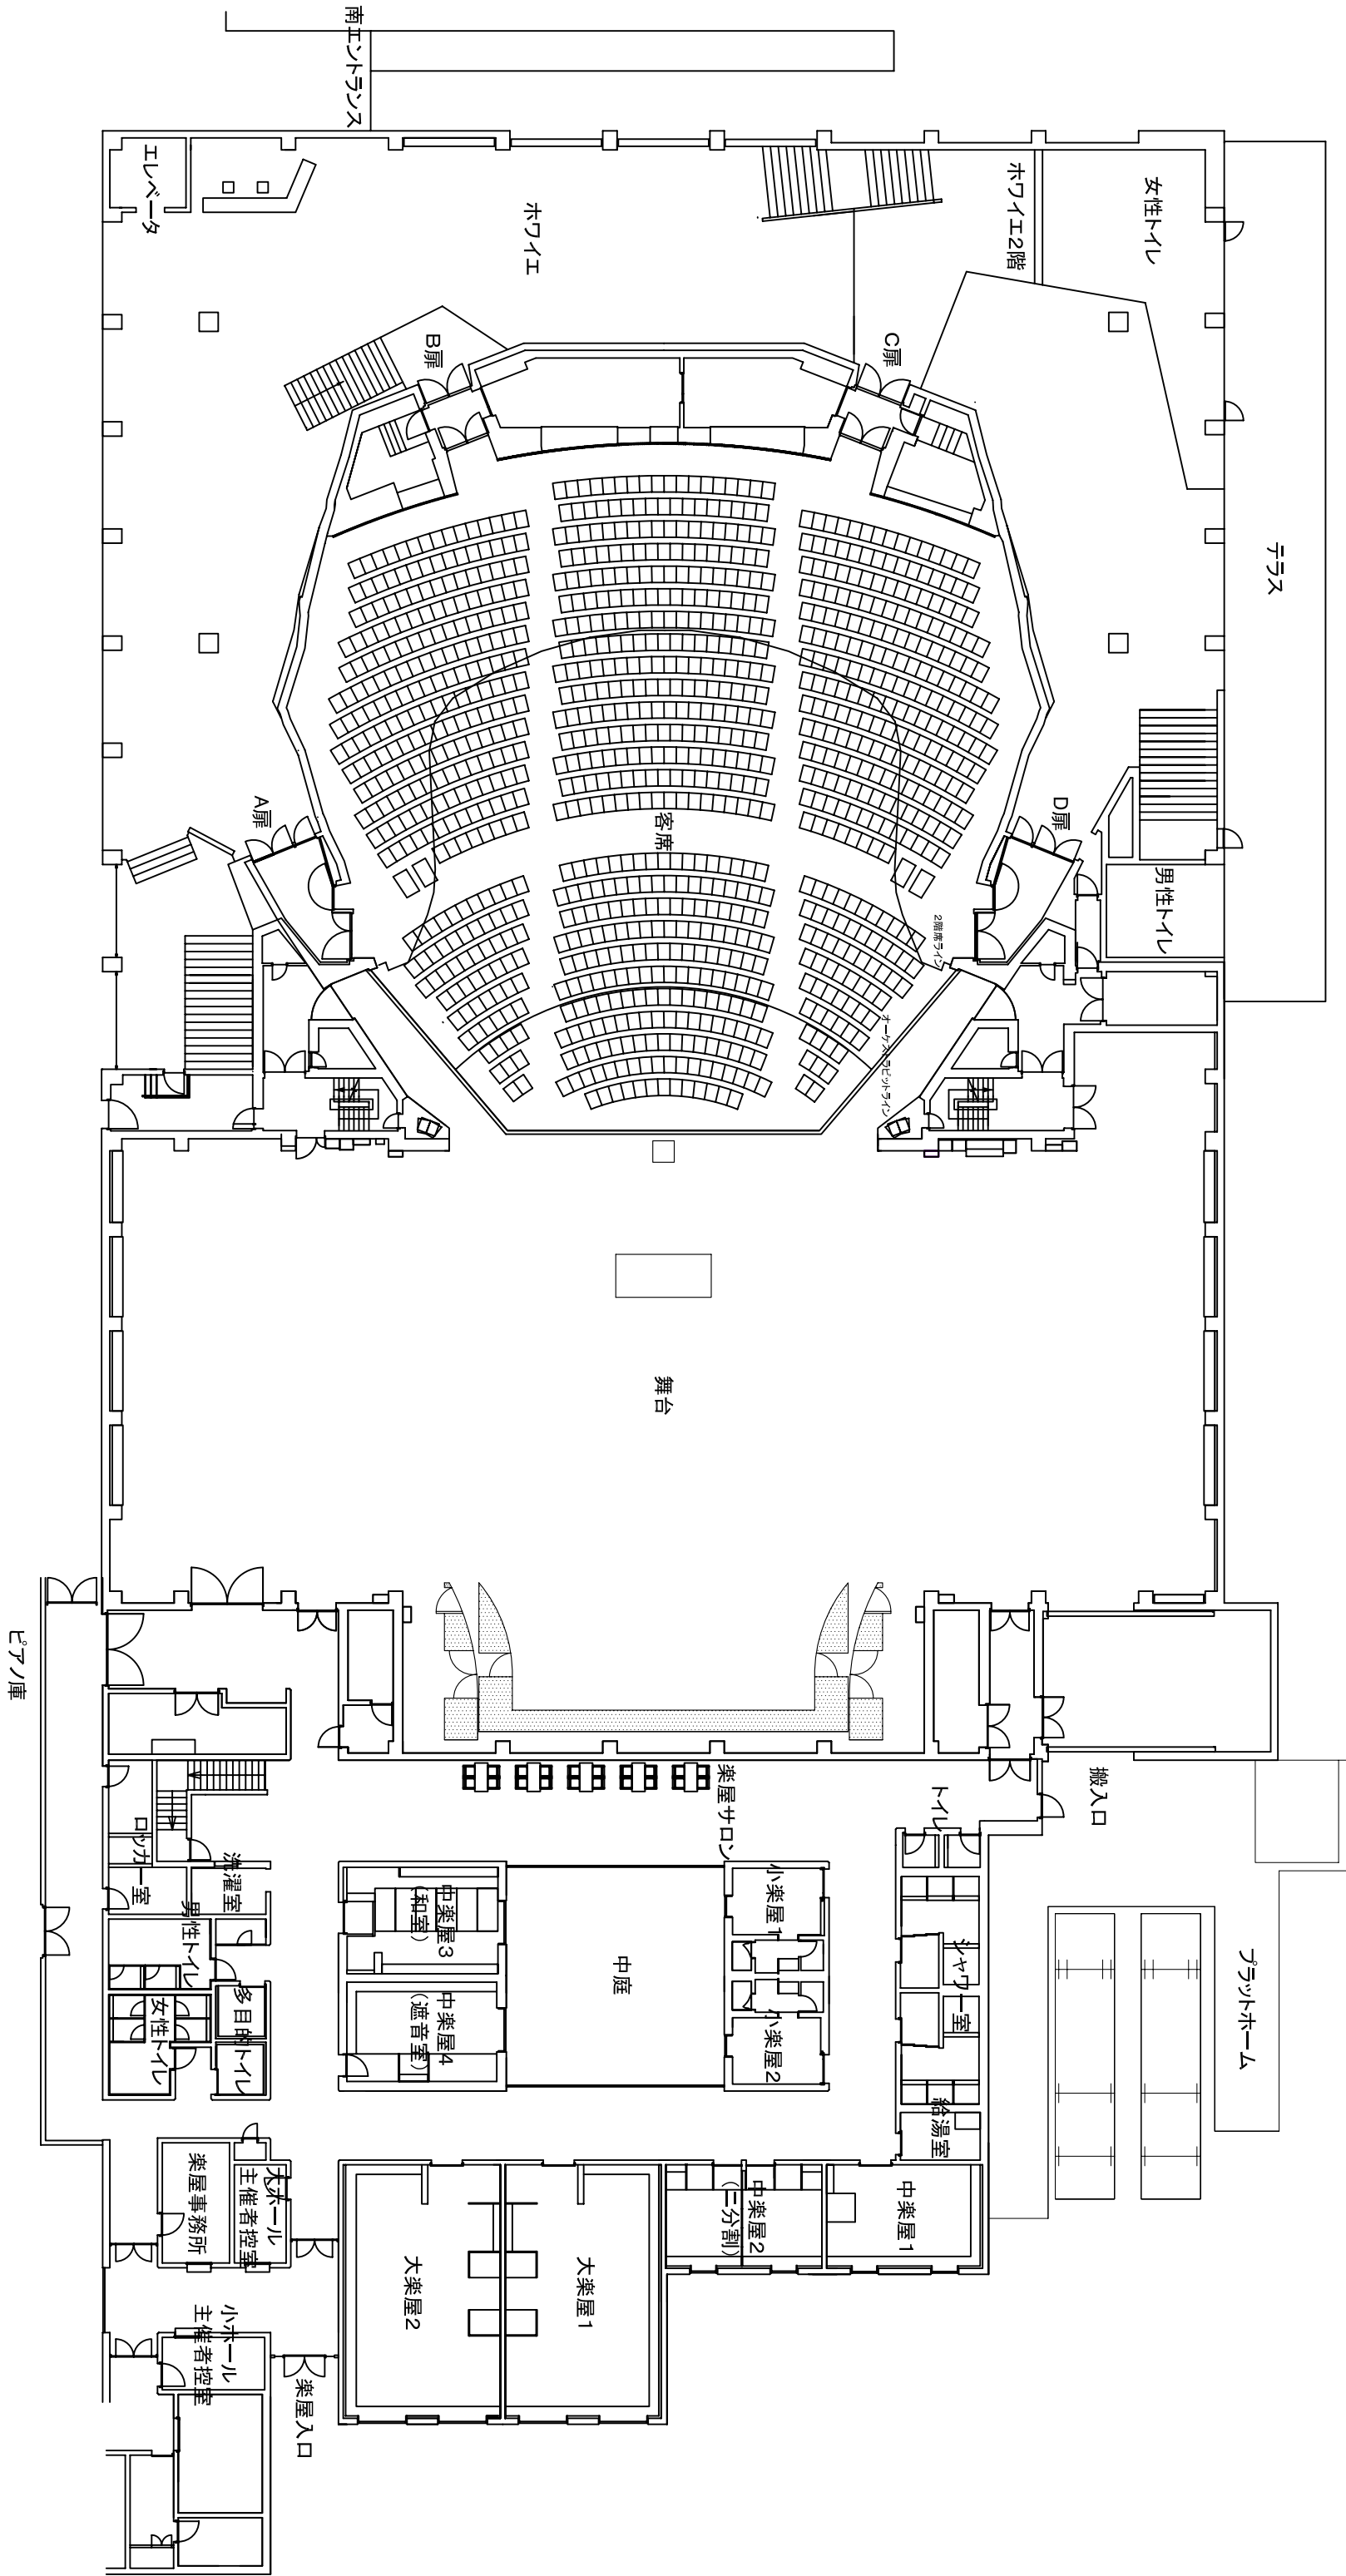 南エントランス
エレベータ
ホワイエ
ホワイエ2階
女性トイレ
テラス
B扉
C扉
A扉
D扉
客席
2階席ライン
オーケストラピットライン
男性トイレ
舞台
ピアノ庫
搬入口
楽屋サロン
トイレ
ロッカー室
洗濯室
男性トイレ
女性トイレ
多目的トイレ
中楽屋3
(和室)
中楽屋4
(遮音室)
中庭
小楽屋1
小楽屋2
シャワー室
給湯室
プラットホーム
楽屋事務所
大ホール
主催者控室
大楽屋2
大楽屋1
中楽屋2
(二分割)
中楽屋1
小ホール
主催者控室
楽屋入口